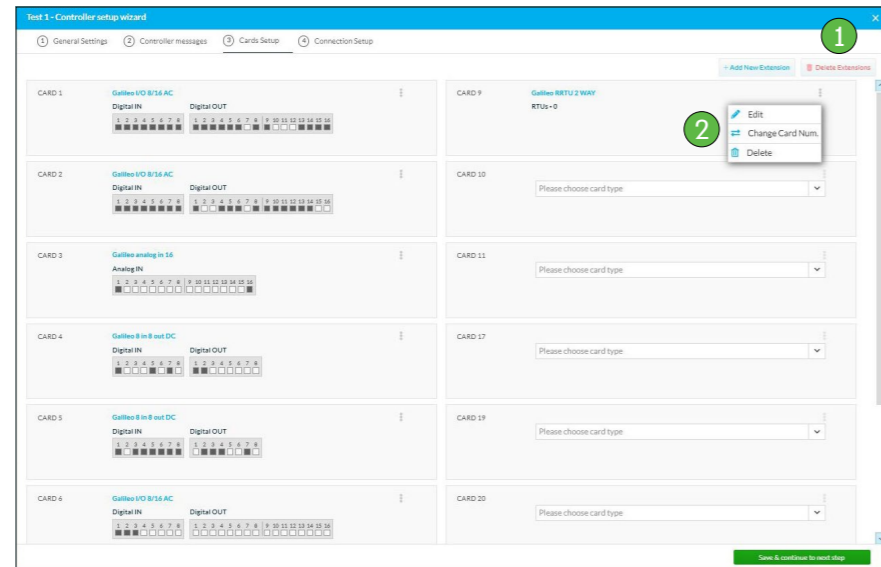 Test 1 - Controller setup wizard
1 General Settings 2 Controller messages 3 Cards Setup 4 Connection Setup
1
+ Add New Extension Delete Extensions
CARD 1 Galileo I/O 8/16 AC
Digital IN Digital OUT
1 2 3 4 5 6 7 8 1 2 3 4 5 6 7 8 9 10 11 12 13 14 15 16
CARD 9 Galileo RRTU 2 WAY
RTUs - 0
2
Edit
Change Card Num.
Delete
CARD 2 Galileo I/O 8/16 AC
Digital IN Digital OUT
1 2 3 4 5 6 7 8 1 2 3 4 5 6 7 8 9 10 11 12 13 14 15 16
CARD 10
Please choose card type
CARD 3 Galileo analog in 16
Analog IN
1 2 3 4 5 6 7 8 9 10 11 12 13 14 15 16
CARD 11
Please choose card type
CARD 4 Galileo 8 in 8 out DC
Digital IN Digital OUT
1 2 3 4 5 6 7 8 1 2 3 4 5 6 7 8
CARD 17
Please choose card type
CARD 5 Galileo 8 in 8 out DC
Digital IN Digital OUT
1 2 3 4 5 6 7 8 1 2 3 4 5 6 7 8
CARD 19
Please choose card type
CARD 6 Galileo I/O 8/16 AC
Digital IN Digital OUT
1 2 3 4 5 6 7 8 1 2 3 4 5 6 7 8 9 10 11 12 13 14 15 16
CARD 20
Please choose card type
Save & continue to next step